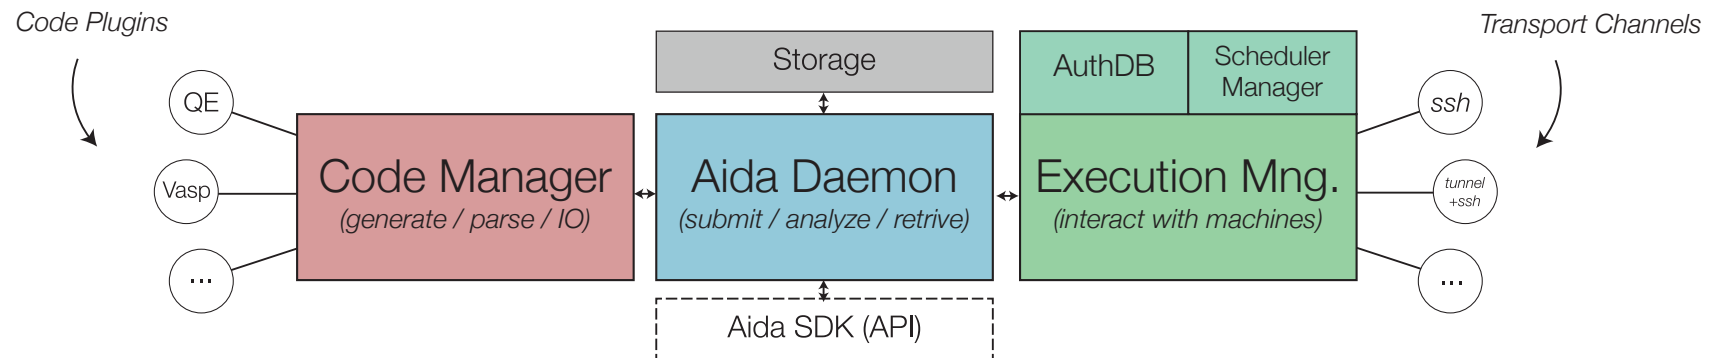 Code Plugins
QE
Vasp
...
Code Manager
(generate / parse / IO)
Storage
Aida Daemon
(submit / analyze / retrive)
Aida SDK (API)
AuthDB
Scheduler
Manager
Execution Mng.
(interact with machines)
Transport Channels
ssh
tunnel
+ssh
...